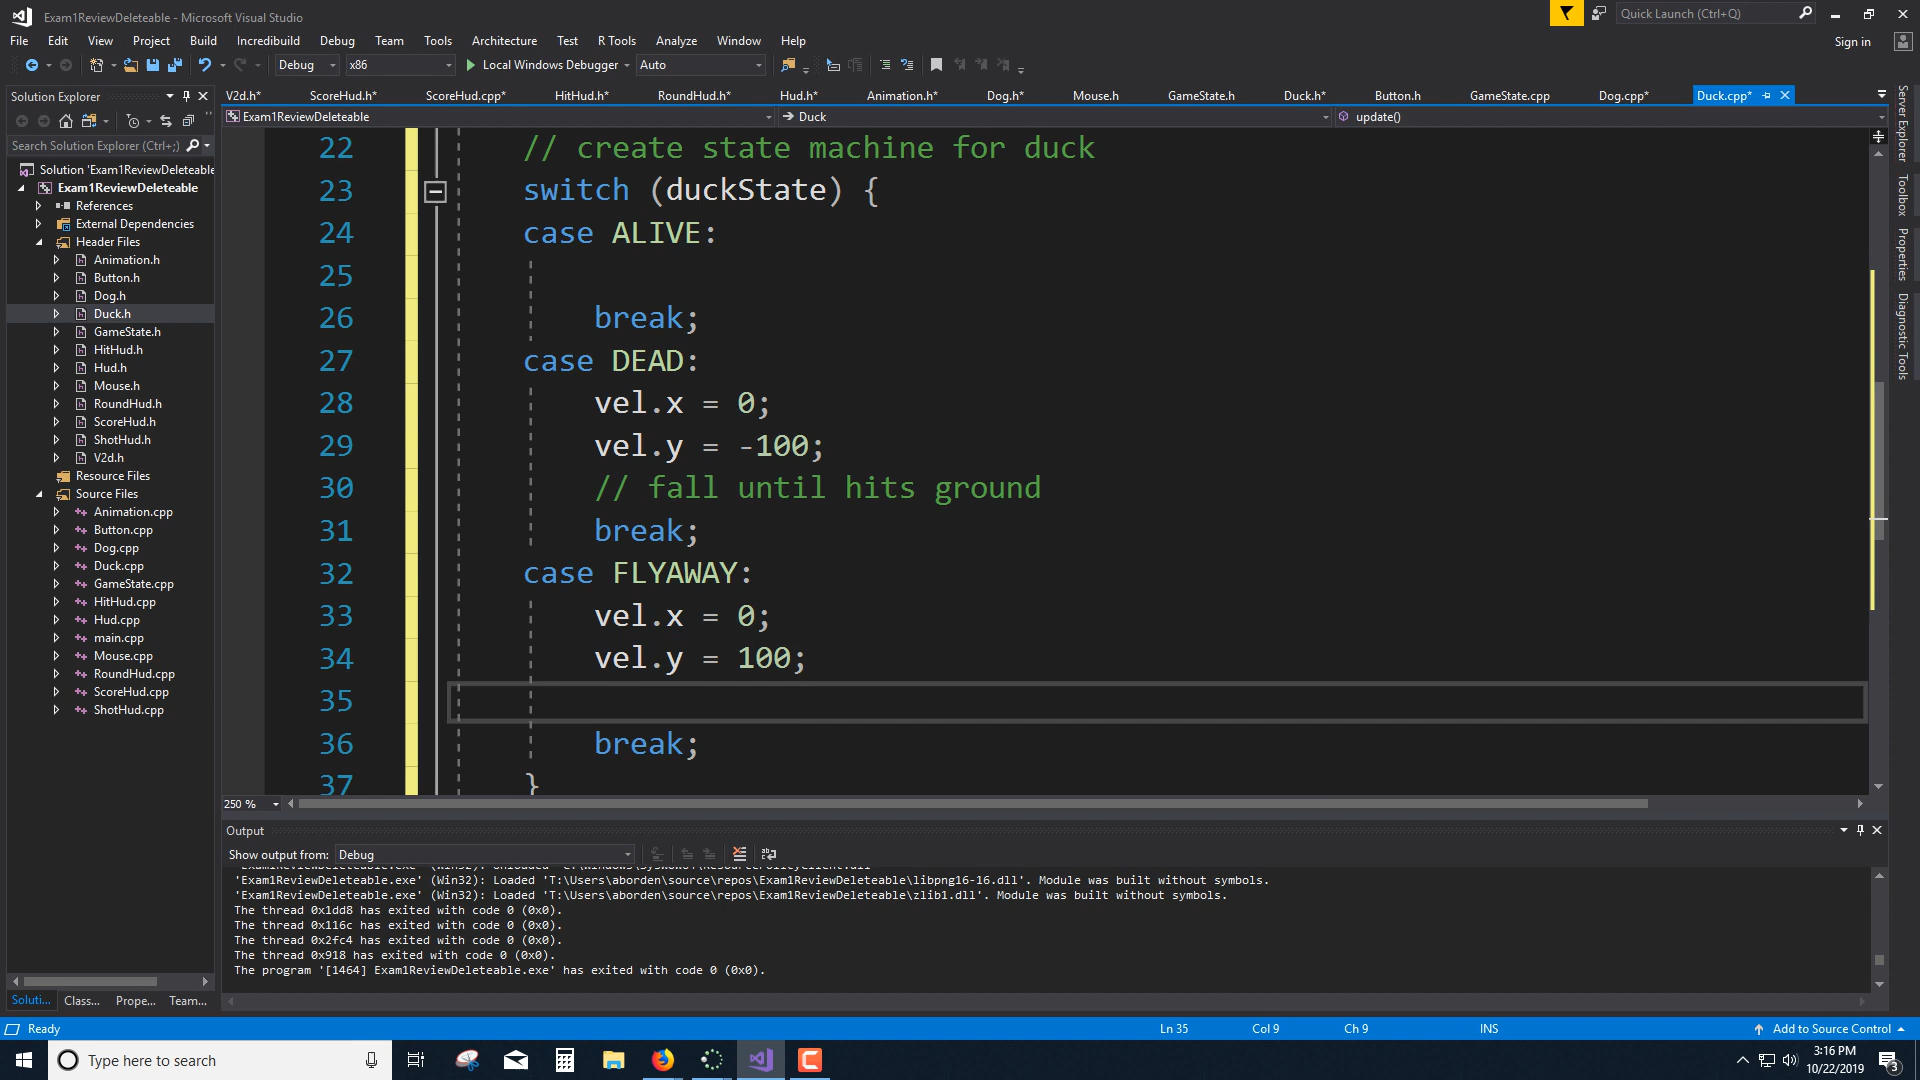 Exam1ReviewDeleteable - Microsoft Visual Studio
Quick Launch (Ctrl+Q)
File Edit View Project Build Incredibuild Debug Team Tools Architecture Test R Tools Analyze Window Help
Sign in
Debug x86 Local Windows Debugger Auto
Solution Explorer
V2d.h* ScoreHud.h* ScoreHud.cpp* HitHud.h* RoundHud.h* Hud.h* Animation.h* Dog.h* Mouse.h GameState.h Duck.h* Button.h GameState.cpp Dog.cpp* Duck.cpp*
Exam1ReviewDeleteable Duck update()
Search Solution Explorer (Ctrl+;)
Solution 'Exam1ReviewDeleteable
Exam1ReviewDeleteable
References
External Dependencies
Header Files
Animation.h
Button.h
Dog.h
Duck.h
GameState.h
HitHud.h
Hud.h
Mouse.h
RoundHud.h
ScoreHud.h
ShotHud.h
V2d.h
Resource Files
Source Files
Animation.cpp
Button.cpp
Dog.cpp
Duck.cpp
GameState.cpp
HitHud.cpp
Hud.cpp
main.cpp
Mouse.cpp
RoundHud.cpp
ScoreHud.cpp
ShotHud.cpp
Soluti... Class... Prope... Team...
22 // create state machine for duck
23 switch (duckState) {
24 case ALIVE:
25
26 break;
27 case DEAD:
28 vel.x = 0;
29 vel.y = -100;
30 // fall until hits ground
31 break;
32 case FLYAWAY:
33 vel.x = 0;
34 vel.y = 100;
35
36 break;
37 }
250 %
Server Explorer
Toolbox
Properties
Diagnostic Tools
Output
Show output from: Debug
'Exam1ReviewDeleteable.exe' (Win32): Loaded 'T:\Users\aborden\source\repos\Exam1ReviewDeleteable\libpng16-16.dll'. Module was built without symbols.
'Exam1ReviewDeleteable.exe' (Win32): Loaded 'T:\Users\aborden\source\repos\Exam1ReviewDeleteable\zlib1.dll'. Module was built without symbols.
The thread 0x1dd8 has exited with code 0 (0x0).
The thread 0x116c has exited with code 0 (0x0).
The thread 0x2fc4 has exited with code 0 (0x0).
The thread 0x918 has exited with code 0 (0x0).
The program '[1464] Exam1ReviewDeleteable.exe' has exited with code 0 (0x0).
Ready Ln 35 Col 9 Ch 9 INS Add to Source Control
Type here to search
3:16 PM
10/22/2019
3